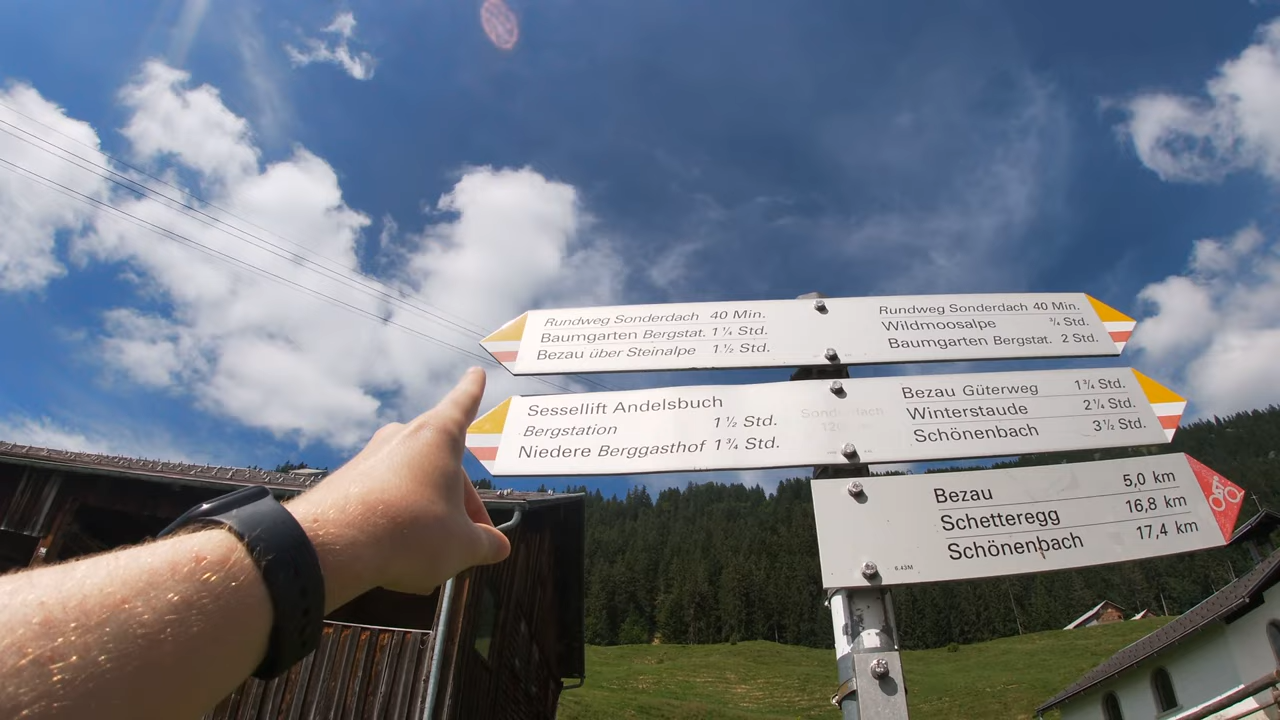 Rundweg Sonderdach 40 Min.
Baumgarten Bergstat. 1¼ Std.
Bezau über Steinalpe 1½ Std.
Rundweg Sonderdach 40 Min.
Wildmoosalpe ¾ Std.
Baumgarten Bergstat. 2 Std.
Sessellift Andelsbuch
Bergstation 1½ Std.
Niedere Berggasthof 1¾ Std.
Bezau Güterweg 1¾ Std.
Winterstaude 2¼ Std.
Schönenbach 3½ Std.
Bezau 5,0 km
Schetteregg 16,8 km
Schönenbach 17,4 km
6.43M